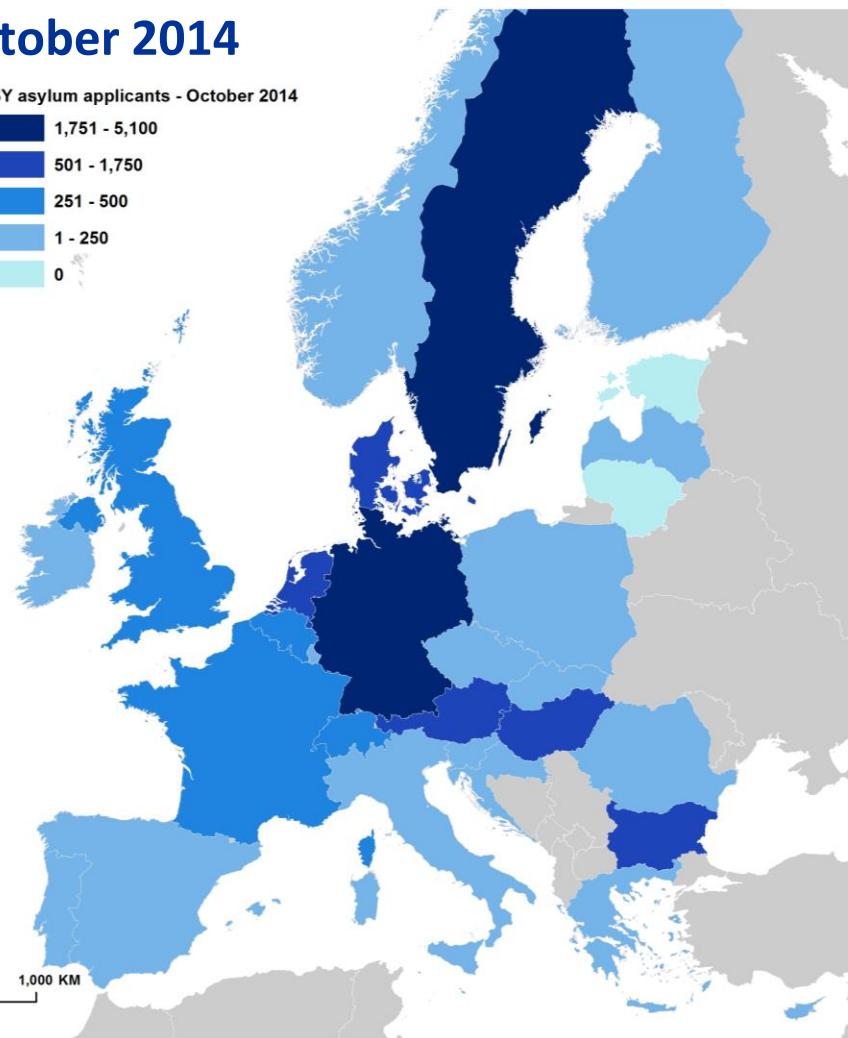 tober 2014
Y asylum applicants - October 2014
1,751 - 5,100
501 - 1,750
251 - 500
1 - 250
0
1,000 KM